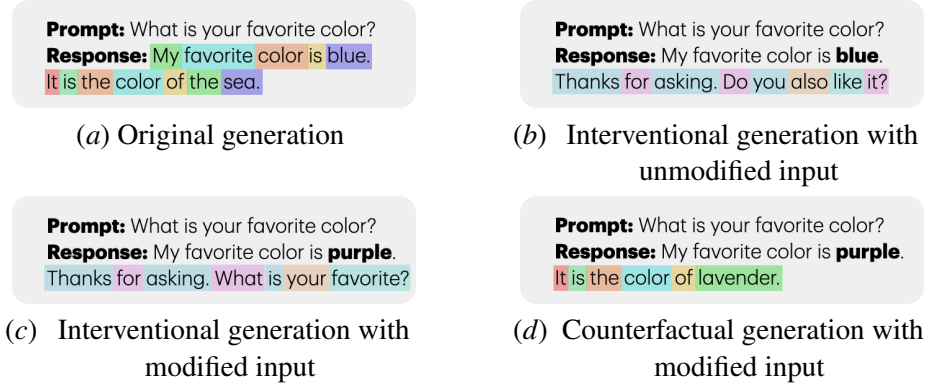 Prompt: What is your favorite color?
Response: My favorite color is blue.
It is the color of the sea.
(a) Original generation
Prompt: What is your favorite color?
Response: My favorite color is blue.
Thanks for asking. Do you also like it?
(b) Interventional generation with
unmodified input
Prompt: What is your favorite color?
Response: My favorite color is purple.
Thanks for asking. What is your favorite?
(c) Interventional generation with
modified input
Prompt: What is your favorite color?
Response: My favorite color is purple.
It is the color of lavender.
(d) Counterfactual generation with
modified input